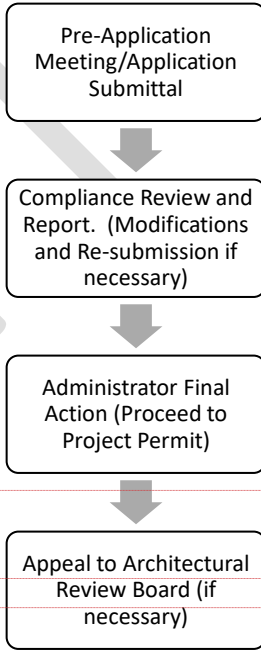 Pre-Application
Meeting/Application
Submittal
Compliance Review and
Report.  (Modifications
and Re-submission if
necessary)
Administrator Final
Action (Proceed to
Project Permit)
Appeal to Architectural
Review Board (if
necessary)